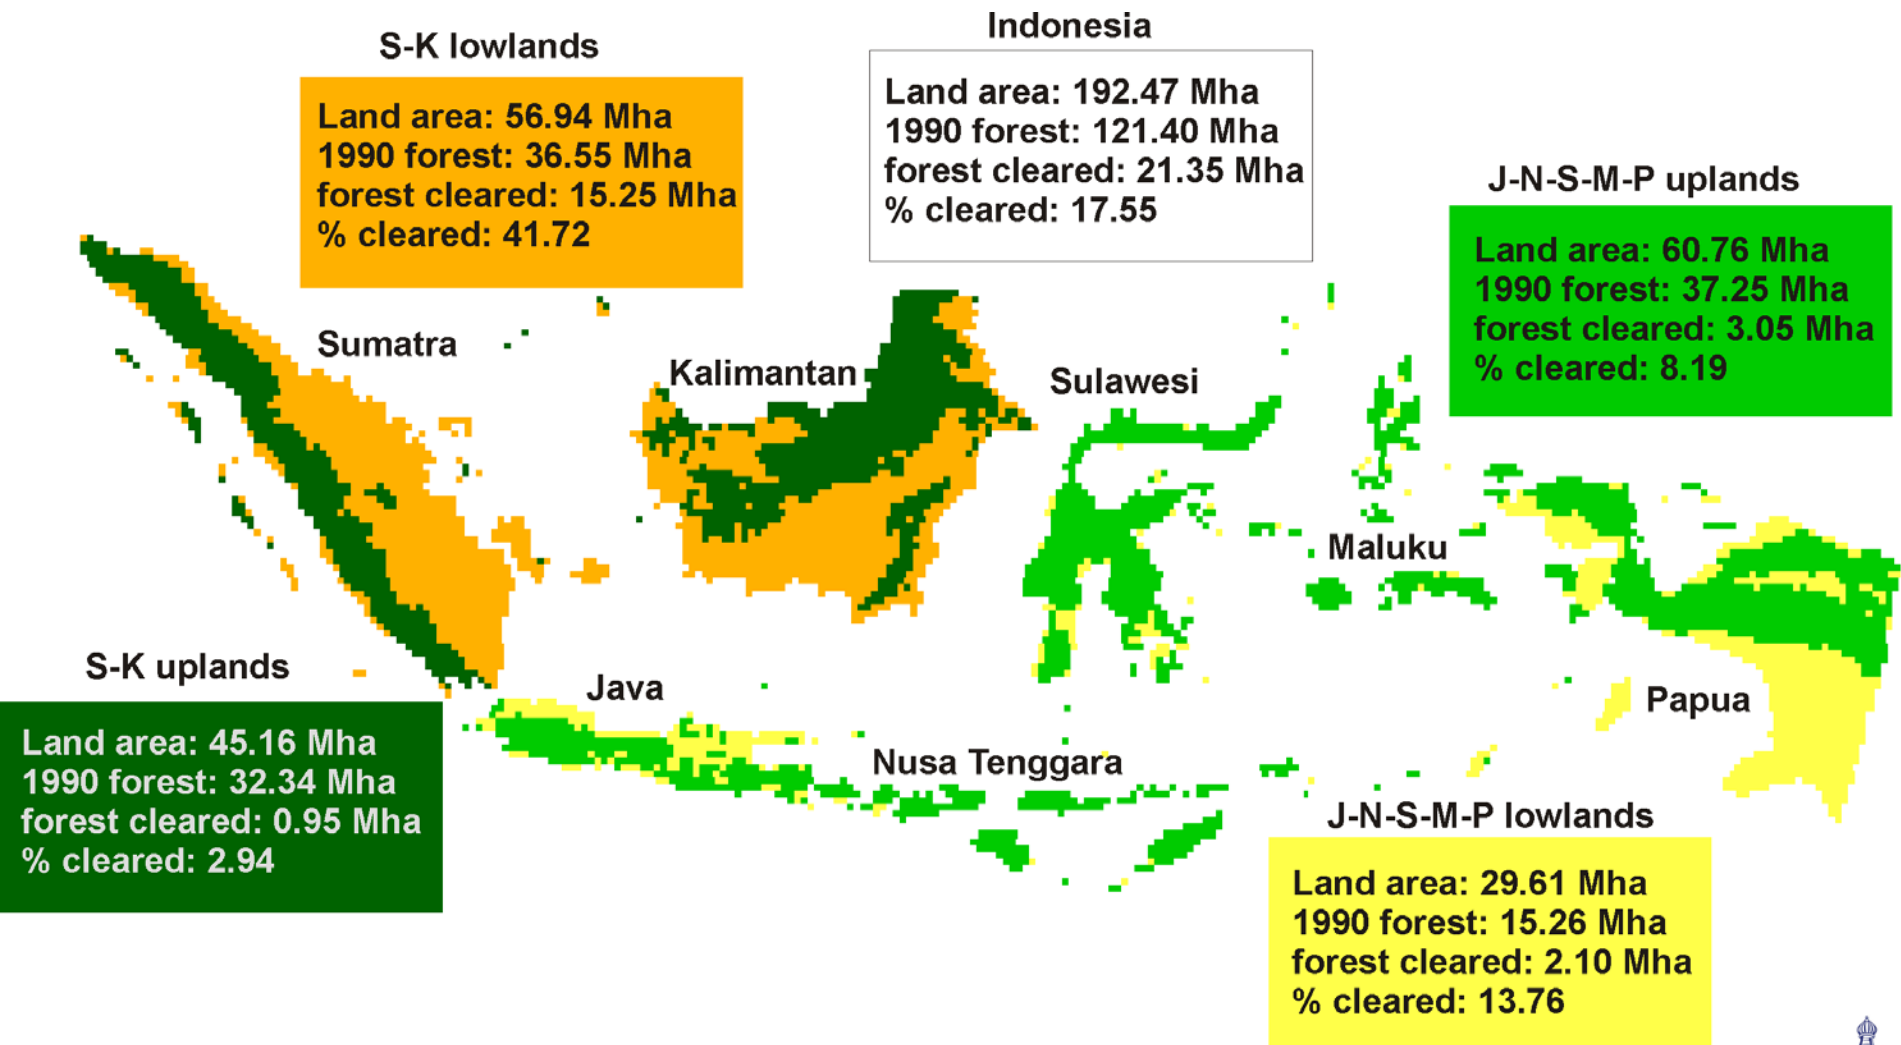 S-K lowlands
Land area: 56.94 Mha
1990 forest: 36.55 Mha
forest cleared: 15.25 Mha
% cleared: 41.72
Indonesia
Land area: 192.47 Mha
1990 forest: 121.40 Mha
forest cleared: 21.35 Mha
% cleared: 17.55
J-N-S-M-P uplands
Land area: 60.76 Mha
1990 forest: 37.25 Mha
forest cleared: 3.05 Mha
% cleared: 8.19
Sumatra
Kalimantan
Sulawesi
Maluku
S-K uplands
Land area: 45.16 Mha
1990 forest: 32.34 Mha
forest cleared: 0.95 Mha
% cleared: 2.94
Java
Nusa Tenggara
Papua
J-N-S-M-P lowlands
Land area: 29.61 Mha
1990 forest: 15.26 Mha
forest cleared: 2.10 Mha
% cleared: 13.76